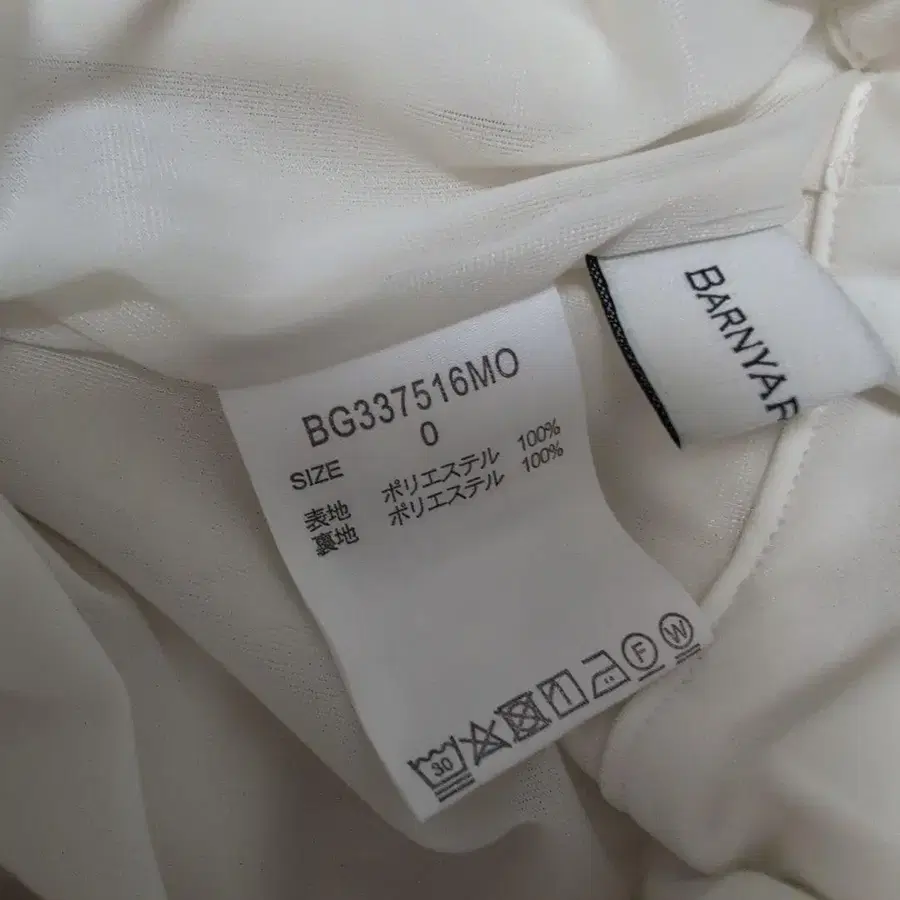 BARNYAR
BG337516MO
SIZE 0
表地 ポリエステル 100%
裏地 ポリエステル 100%
30
F
W